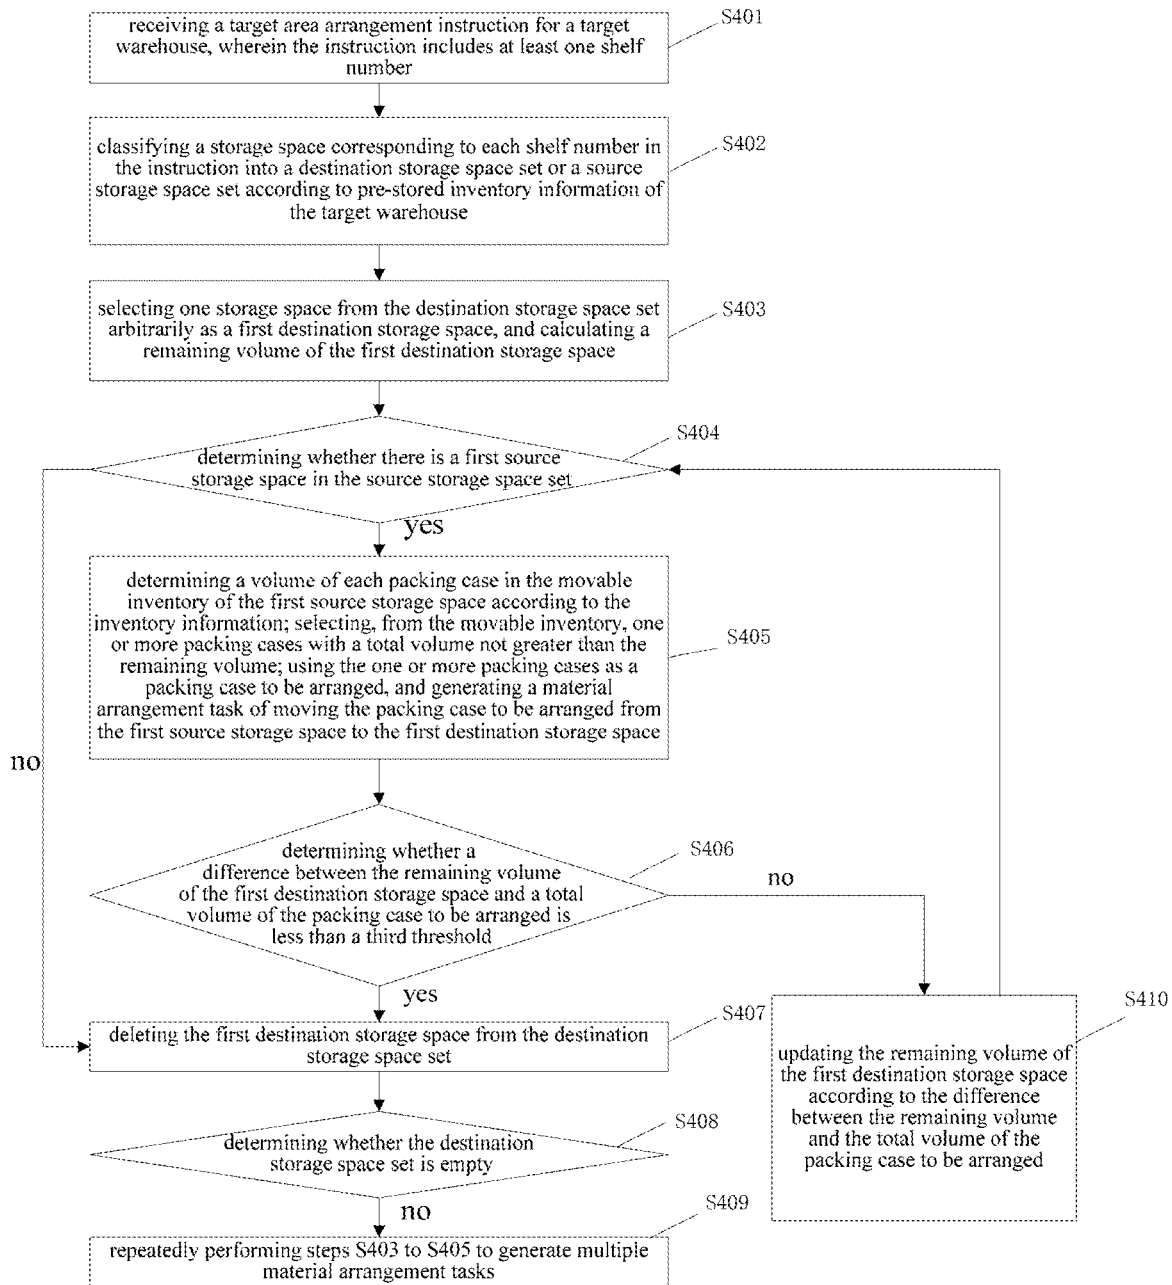 receiving a target area arrangement instruction for a target
warehouse, wherein the instruction includes at least one shelf
number
S401
classifying a storage space corresponding to each shelf number in
the instruction into a destination storage space set or a source
storage space set according to pre-stored inventory information of
the target warehouse
S402
selecting one storage space from the destination storage space set
arbitrarily as a first destination storage space, and calculating a
remaining volume of the first destination storage space
S403
determining whether there is a first source
storage space in the source storage space set
S404
yes
no
determining a volume of each packing case in the movable
inventory of the first source storage space according to the
inventory information; selecting, from the movable inventory, one
or more packing cases with a total volume not greater than the
remaining volume; using the one or more packing cases as a
packing case to be arranged, and generating a material
arrangement task of moving the packing case to be arranged from
the first source storage space to the first destination storage space
S405
determining whether a
difference between the remaining volume
of the first destination storage space and a total
volume of the packing case to be arranged is
less than a third threshold
S406
no
yes
deleting the first destination storage space from the destination
storage space set
S407
determining whether the destination
storage space set is empty
S408
no
repeatedly performing steps S403 to S405 to generate multiple
material arrangement tasks
S409
updating the remaining volume of
the first destination storage space
according to the difference
between the remaining volume
and the total volume of the
packing case to be arranged
S410